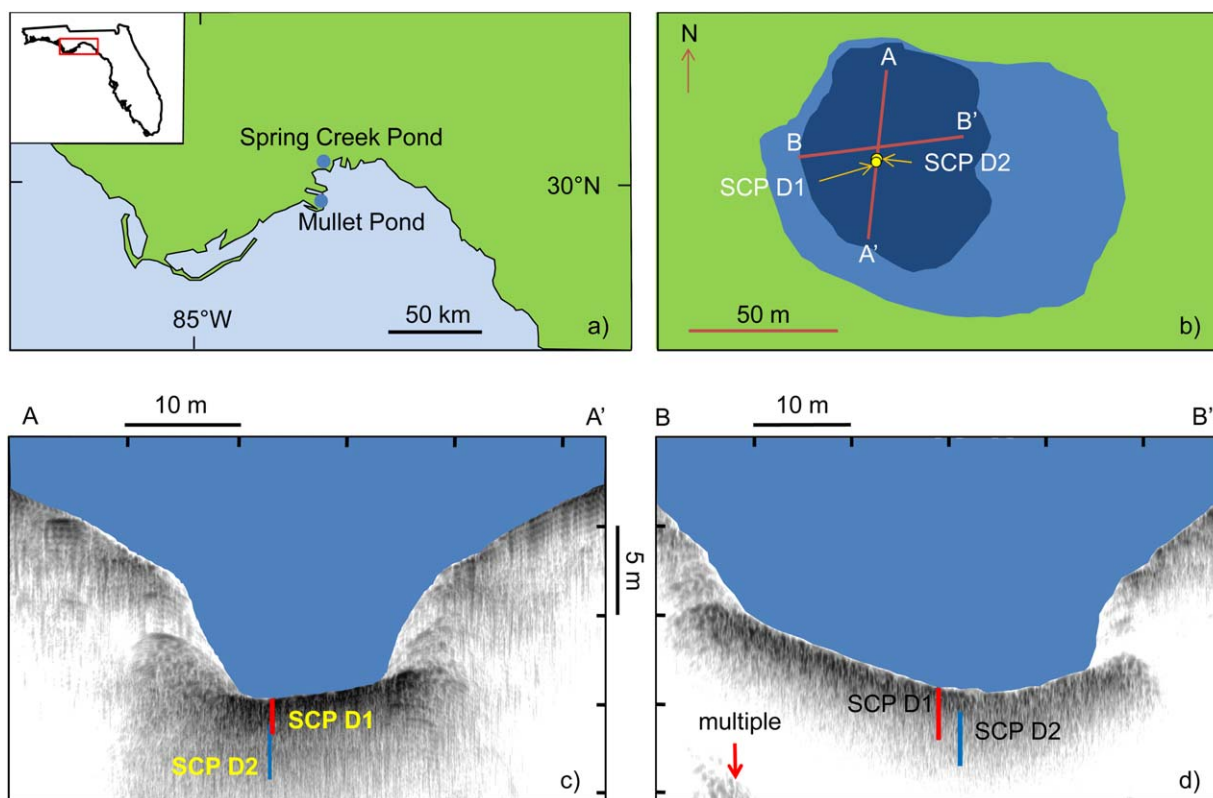 Spring Creek Pond
30°N
Mullet Pond
50 km
85°W
a)
N
A
B'
B
SCP D2
SCP D1
A'
50 m
b)
A
10 m
A'
5 m
SCP D1
SCP D2
c)
B
10 m
B'
SCP D1
SCP D2
multiple
d)